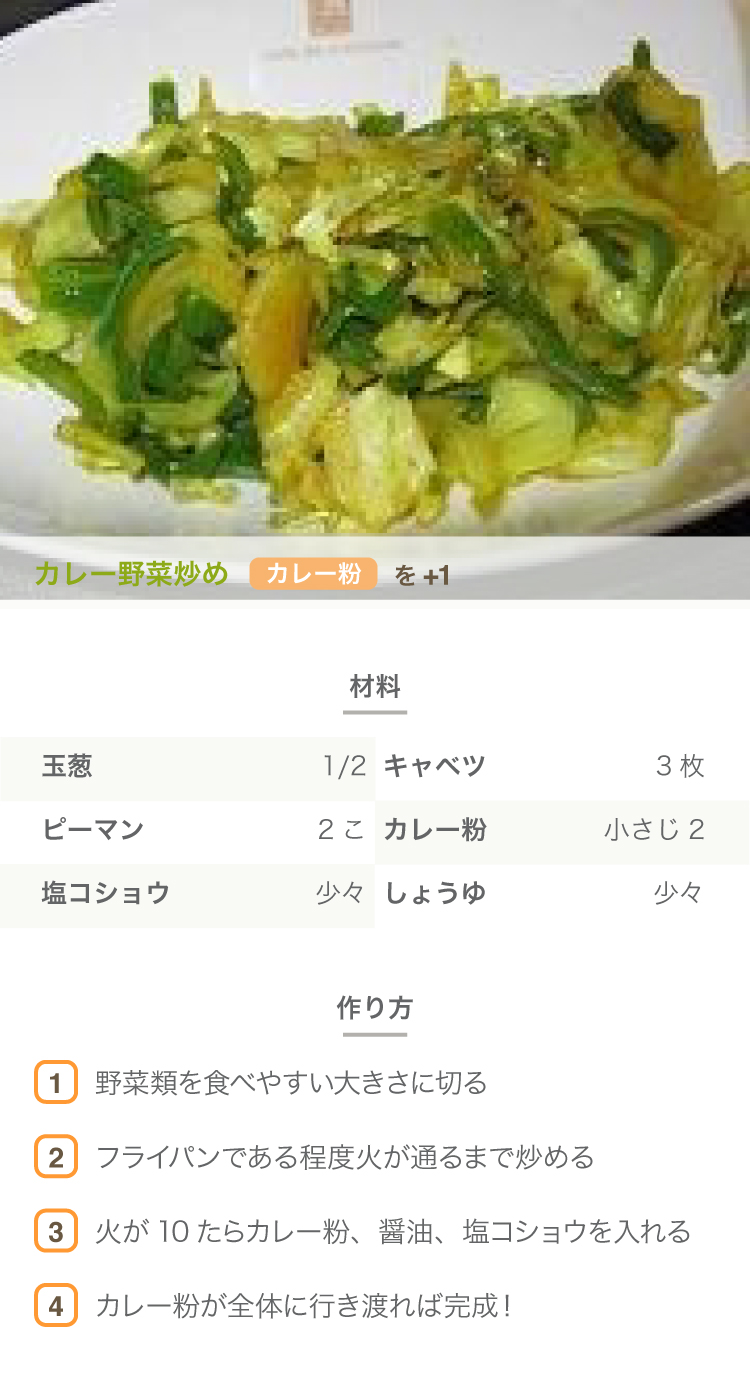 カレー野菜炒め カレー粉 を +1
材料
玉葱 1/2 キャベツ 3 枚
ピーマン 2 こ カレー粉 小さじ 2
塩コショウ 少々 しょうゆ 少々
作り方
1 野菜類を食べやすい大きさに切る
2 フライパンである程度火が通るまで炒める
3 火が 10 たらカレー粉、醤油、塩コショウを入れる
4 カレー粉が全体に行き渡れば完成！